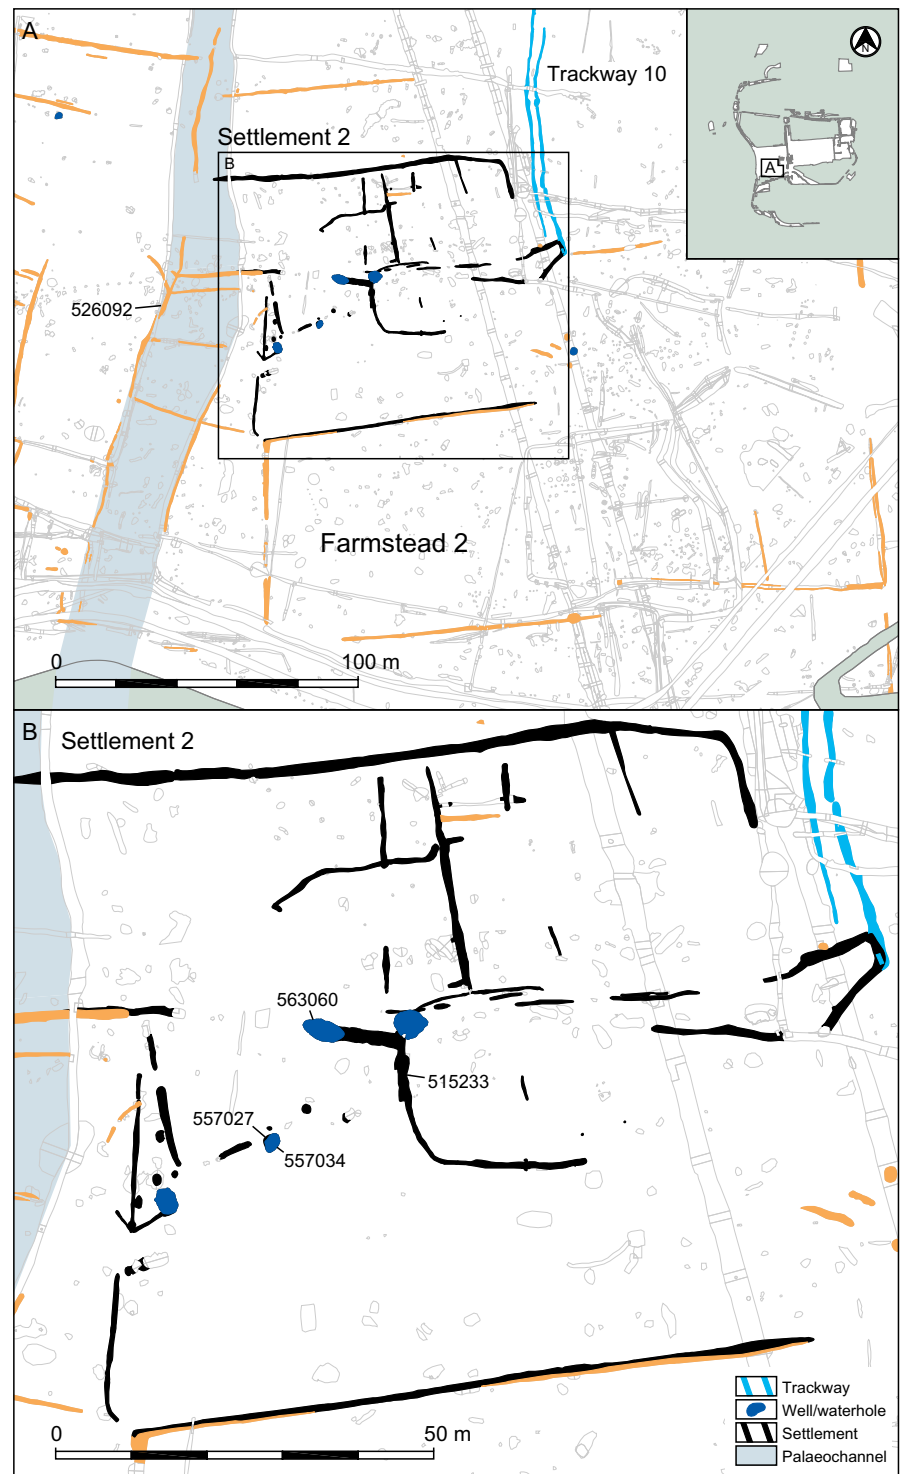 A
Trackway 10
N
A
Settlement 2
B
526092
Farmstead 2
0 100 m
B
Settlement 2
563060
515233
557027
557034
Trackway
Well/waterhole
Settlement
Palaeochannel
0 50 m